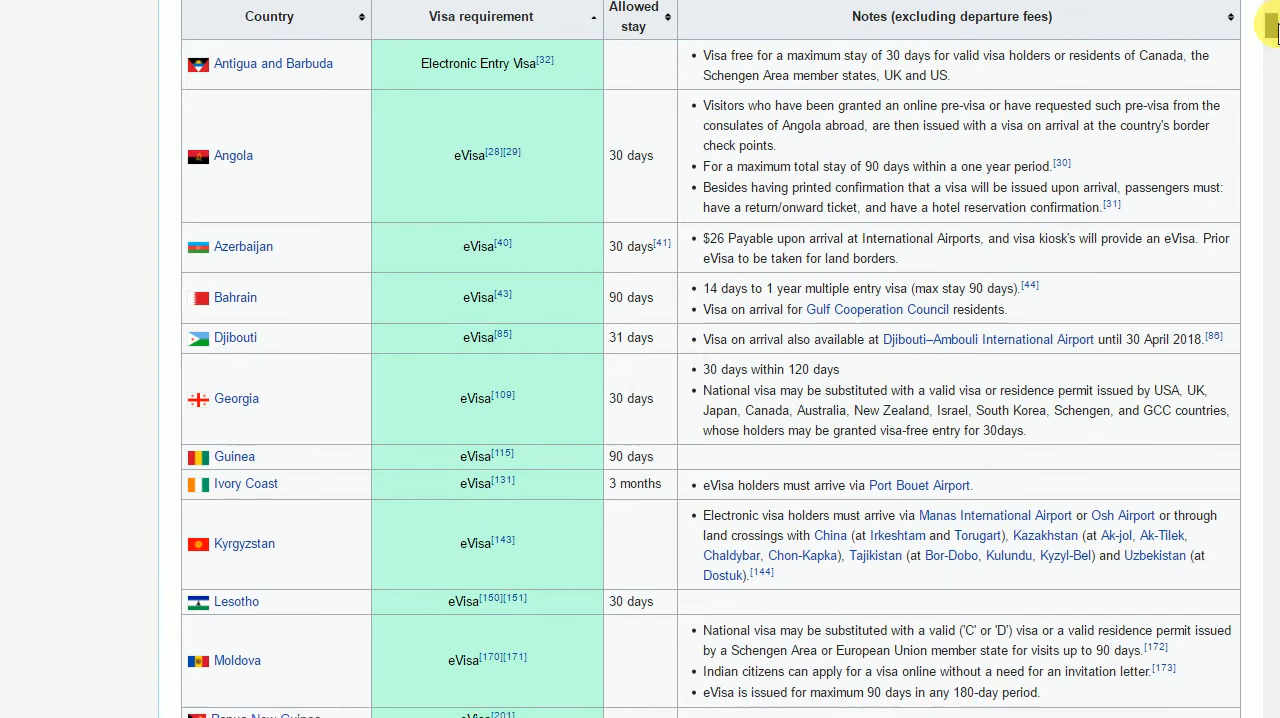 Country
Visa requirement
Allowed
stay
Notes (excluding departure fees)
Antigua and Barbuda
Electronic Entry Visa[32]
• Visa free for a maximum stay of 30 days for valid visa holders or residents of Canada, the
Schengen Area member states, UK and US.
Angola
eVisa[28][29]
30 days
• Visitors who have been granted an online pre-visa or have requested such pre-visa from the
consulates of Angola abroad, are then issued with a visa on arrival at the country's border
check points.
• For a maximum total stay of 90 days within a one year period.[30]
• Besides having printed confirmation that a visa will be issued upon arrival, passengers must:
have a return/onward ticket, and have a hotel reservation confirmation.[31]
Azerbaijan
eVisa[40]
30 days[41]
• $26 Payable upon arrival at International Airports, and visa kiosk's will provide an eVisa. Prior
eVisa to be taken for land borders.
Bahrain
eVisa[43]
90 days
• 14 days to 1 year multiple entry visa (max stay 90 days).[44]
• Visa on arrival for Gulf Cooperation Council residents.
Djibouti
eVisa[85]
31 days
• Visa on arrival also available at Djibouti–Ambouli International Airport until 30 April 2018.[86]
Georgia
eVisa[109]
30 days
• 30 days within 120 days
• National visa may be substituted with a valid visa or residence permit issued by USA, UK,
Japan, Canada, Australia, New Zealand, Israel, South Korea, Schengen, and GCC countries,
whose holders may be granted visa-free entry for 30days.
Guinea
eVisa[115]
90 days
Ivory Coast
eVisa[131]
3 months
• eVisa holders must arrive via Port Bouet Airport.
Kyrgyzstan
eVisa[143]
• Electronic visa holders must arrive via Manas International Airport or Osh Airport or through
land crossings with China (at Irkeshtam and Torugart), Kazakhstan (at Ak-jol, Ak-Tilek,
Chaldybar, Chon-Kapka), Tajikistan (at Bor-Dobo, Kulundu, Kyzyl-Bel) and Uzbekistan (at
Dostuk).[144]
Lesotho
eVisa[150][151]
30 days
Moldova
eVisa[170][171]
• National visa may be substituted with a valid ('C' or 'D') visa or a valid residence permit issued
by a Schengen Area or European Union member state for visits up to 90 days.[172]
• Indian citizens can apply for a visa online without a need for an invitation letter.[173]
• eVisa is issued for maximum 90 days in any 180-day period.
Papua New Guinea
eVisa[201]